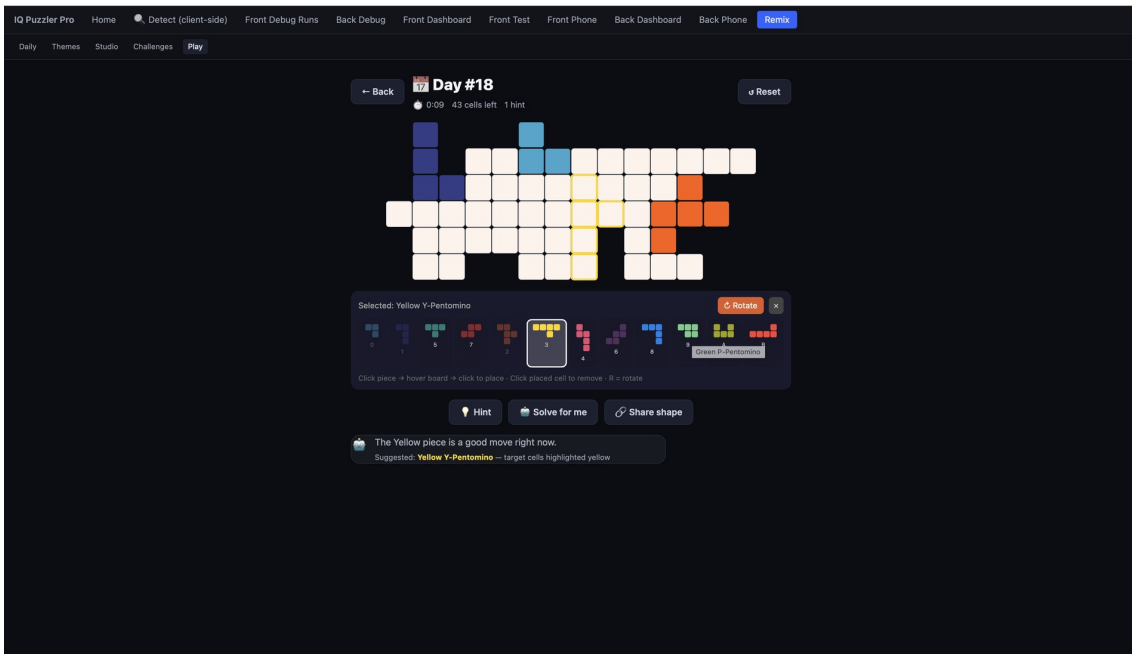 IQ Puzzler Pro Home 🔍 Detect (client-side) Front Debug Runs Back Debug Front Dashboard Front Test Front Phone Back Dashboard Back Phone Remix
Daily Themes Studio Challenges Play
← Back
📅 Day #18
↺ Reset
⏱ 0:09 43 cells left 1 hint
Selected: Yellow Y-Pentomino
↻ Rotate ×
0 1 5 7 2 3 4 6 8 9 A B
Green P-Pentomino
Click piece → hover board → click to place · Click placed cell to remove · R = rotate
💡 Hint 🤖 Solve for me 🔗 Share shape
🤖 The Yellow piece is a good move right now.
Suggested: Yellow Y-Pentomino — target cells highlighted yellow